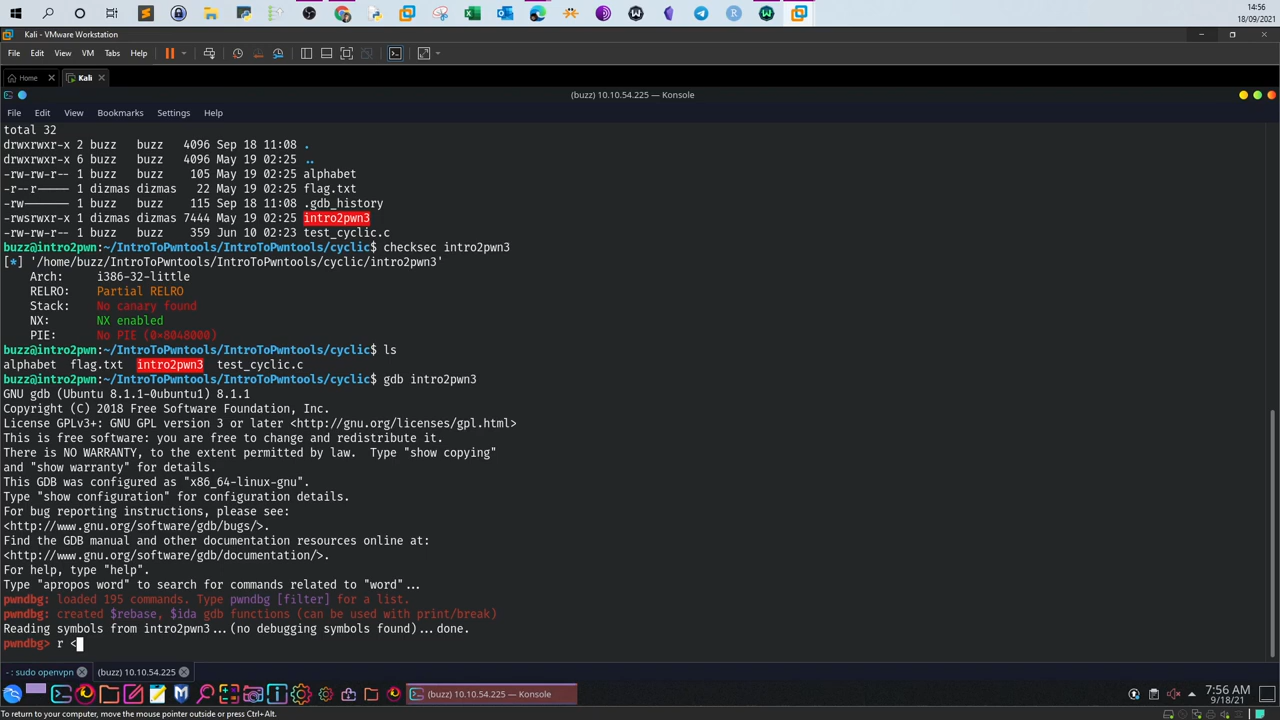 14:56
18/09/2021
Kali - VMware Workstation
File Edit View VM Tabs Help
Home Kali
(buzz) 10.10.54.225 — Konsole
File Edit View Bookmarks Settings Help
total 32
drwxrwxr-x 2 buzz buzz 4096 Sep 18 11:08 .
drwxrwxr-x 6 buzz buzz 4096 May 19 02:25 ..
-rw-rw-r-- 1 buzz buzz 105 May 19 02:25 alphabet
-r--r----- 1 dizmas dizmas 22 May 19 02:25 flag.txt
-rw------- 1 buzz buzz 115 Sep 18 11:08 .gdb_history
-rwsrwxr-x 1 dizmas dizmas 7444 May 19 02:25 intro2pwn3
-rw-rw-r-- 1 buzz buzz 359 Jun 10 02:23 test_cyclic.c
buzz@intro2pwn:~/IntroToPwntools/IntroToPwntools/cyclic$ checksec intro2pwn3
[*] '/home/buzz/IntroToPwntools/IntroToPwntools/cyclic/intro2pwn3'
Arch: i386-32-little
RELRO: Partial RELRO
Stack: No canary found
NX: NX enabled
PIE: No PIE (0x8048000)
buzz@intro2pwn:~/IntroToPwntools/IntroToPwntools/cyclic$ ls
alphabet flag.txt intro2pwn3 test_cyclic.c
buzz@intro2pwn:~/IntroToPwntools/IntroToPwntools/cyclic$ gdb intro2pwn3
GNU gdb (Ubuntu 8.1.1-0ubuntu1) 8.1.1
Copyright (C) 2018 Free Software Foundation, Inc.
License GPLv3+: GNU GPL version 3 or later <http://gnu.org/licenses/gpl.html>
This is free software: you are free to change and redistribute it.
There is NO WARRANTY, to the extent permitted by law. Type "show copying"
and "show warranty" for details.
This GDB was configured as "x86_64-linux-gnu".
Type "show configuration" for configuration details.
For bug reporting instructions, please see:
<http://www.gnu.org/software/gdb/bugs/>.
Find the GDB manual and other documentation resources online at:
<http://www.gnu.org/software/gdb/documentation/>.
For help, type "help".
Type "apropos word" to search for commands related to "word"...
pwndbg: loaded 195 commands. Type pwndbg [filter] for a list.
pwndbg: created $rebase, $ida gdb functions (can be used with print/break)
Reading symbols from intro2pwn3...(no debugging symbols found)...done.
pwndbg> r <
- : sudo openvpn (buzz) 10.10.54.225
(buzz) 10.10.54.225 — Konsole
7:56 AM
9/18/21
To return to your computer, move the mouse pointer outside or press Ctrl+Alt.